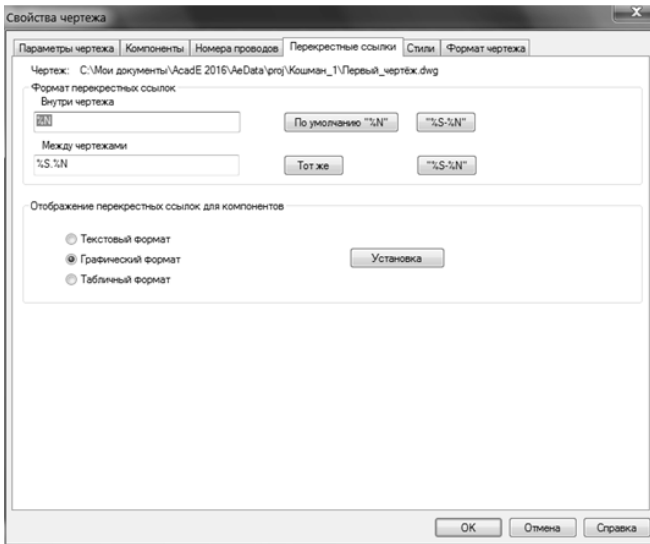 Свойства чертежа
x
Параметры чертежа Компоненты Номера проводов Перекрестные ссылки Стили Формат чертежа
Чертеж: C:\Мои документы\AcadE 2016\AeData\proj\Кошман_1\Первый_чертёж.dwg
Формат перекрестных ссылок
Внутри чертежа
%N По умолчанию "%N" "%S-%N"
Между чертежами
%S.%N Тот же "%S-%N"
Отображение перекрестных ссылок для компонентов
Текстовый формат
Графический формат Установка
Табличный формат
OK Отмена Справка